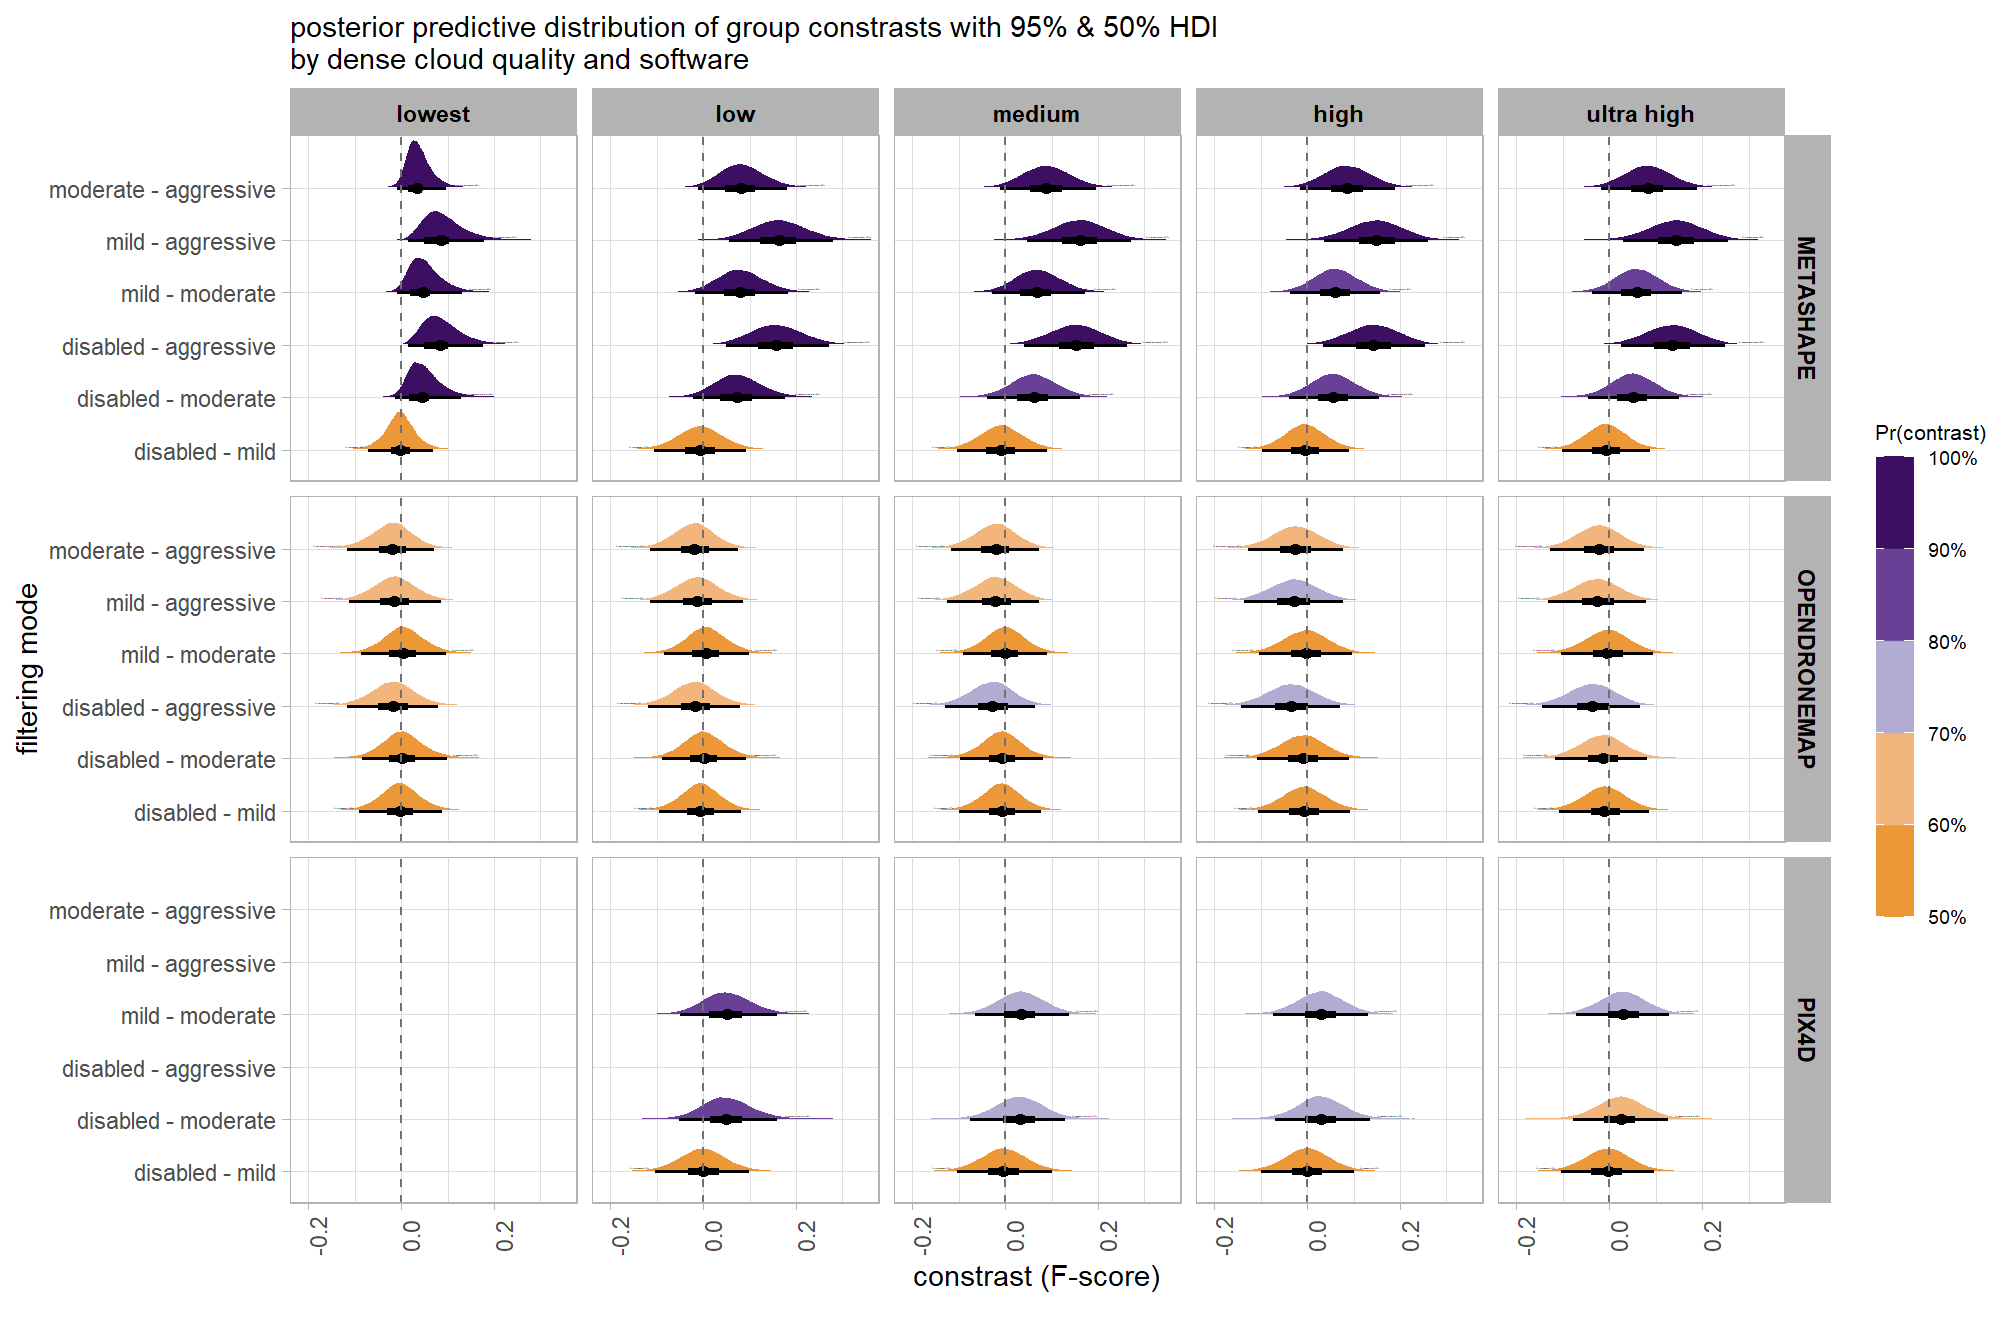 posterior predictive distribution of group constrasts with 95% & 50% HDI
by dense cloud quality and software
lowest
low
medium
high
ultra high
moderate - aggressive
mild - aggressive
mild - moderate
disabled - aggressive
disabled - moderate
disabled - mild
METASHAPE
moderate - aggressive
mild - aggressive
mild - moderate
disabled - aggressive
disabled - moderate
disabled - mild
OPENDRONEMAP
moderate - aggressive
mild - aggressive
mild - moderate
disabled - aggressive
disabled - moderate
disabled - mild
PIX4D
filtering mode
-0.2
0.0
0.2
-0.2
0.0
0.2
-0.2
0.0
0.2
-0.2
0.0
0.2
-0.2
0.0
0.2
constrast (F-score)
Pr(contrast)
100%
90%
80%
70%
60%
50%